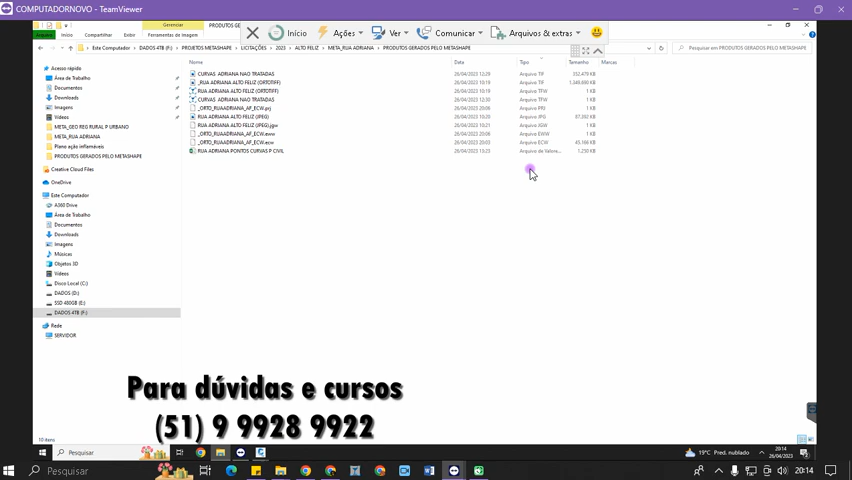 COMPUTADORNOVO - TeamViewer
Gerenciar
Arquivo Início Compartilhar Exibir Ferramentas de Imagem
Início Ações Ver Comunicar Arquivos & extras
Este Computador > DADOS 4TB (F:) > PROJETOS METASHAPE > LICITAÇÕES > 2023 > ALTO FELIZ > META_RUA ADRIANA > PRODUTOS GERADOS PELO METASHAPE
Pesquisar em PRODUTOS GERADOS PELO METASHAPE
Nome Data Tipo Tamanho Marcas
Acesso rápido
Área de Trabalho
Documentos
Downloads
Imagens
Vídeos
META_GEO REG RURAL P URBANO
META_RUA ADRIANA
Plano ação inflamáveis
PRODUTOS GERADOS PELO METASHAPE
Creative Cloud Files
OneDrive
Este Computador
A360 Drive
Área de Trabalho
Documentos
Downloads
Imagens
Músicas
Objetos 3D
Vídeos
Disco Local (C:)
DADOS (D:)
SSD 480GB (E:)
DADOS 4TB (F:)
Rede
SERVIDOR
CURVAS ADRIANA NAO TRATADAS 26/04/2023 12:29 Arquivo TIF 352.479 KB
_RUA ADRIANA ALTO FELIZ (ORTOTIFF) 26/04/2023 10:19 Arquivo TIF
RUA ADRIANA ALTO FELIZ (ORTOTIFF) 26/04/2023 10:19 Arquivo TFW 1 KB
CURVAS ADRIANA NAO TRATADAS 26/04/2023 12:30 Arquivo TFW 1 KB
_ORTO_RUAADRIANA_AF_ECW.prj 26/04/2023 20:06 Arquivo PRJ 1 KB
RUA ADRIANA ALTO FELIZ (JPEG) 26/04/2023 10:20 Arquivo JPG 87.392 KB
RUA ADRIANA ALTO FELIZ (JPEG).jgw 26/04/2023 10:21 Arquivo JGW 1 KB
_ORTO_RUAADRIANA_AF_ECW.eww 26/04/2023 20:06 Arquivo EWW 1 KB
_ORTO_RUAADRIANA_AF_ECW.ecw 26/04/2023 20:03 Arquivo ECW 45.166 KB
RUA ADRIANA PONTOS CURVAS P CIVIL 26/04/2023 13:23 Arquivo de Valore... 1.230 KB
Para dúvidas e cursos
(51) 9 9928 9922
10 itens
Pesquisar
19°C Pred. nublado
20:14
26/04/2023
Pesquisar
20:14